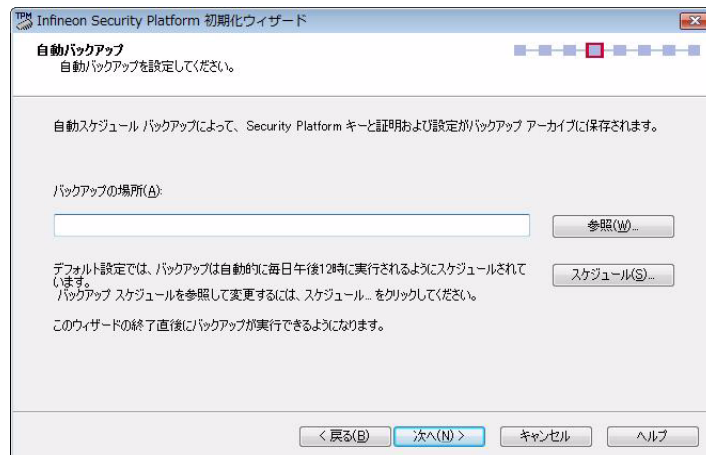 TPM
Infineon Security Platform 初期化ウィザード
自動バックアップ
自動バックアップを設定してください。
自動スケジュール バックアップによって、Security Platform キーと証明および設定がバックアップ アーカイブに保存されます。
バックアップの場所(A):
参照(W)...
デフォルト設定では、バックアップは自動的に毎日午後12時に実行されるようにスケジュールされて
います。
スケジュール(S)...
バックアップ スケジュールを参照して変更するには、スケジュール... をクリックしてください。
このウィザードの終了直後にバックアップが実行できるようになります。
< 戻る(B)
次へ(N) >
キャンセル
ヘルプ